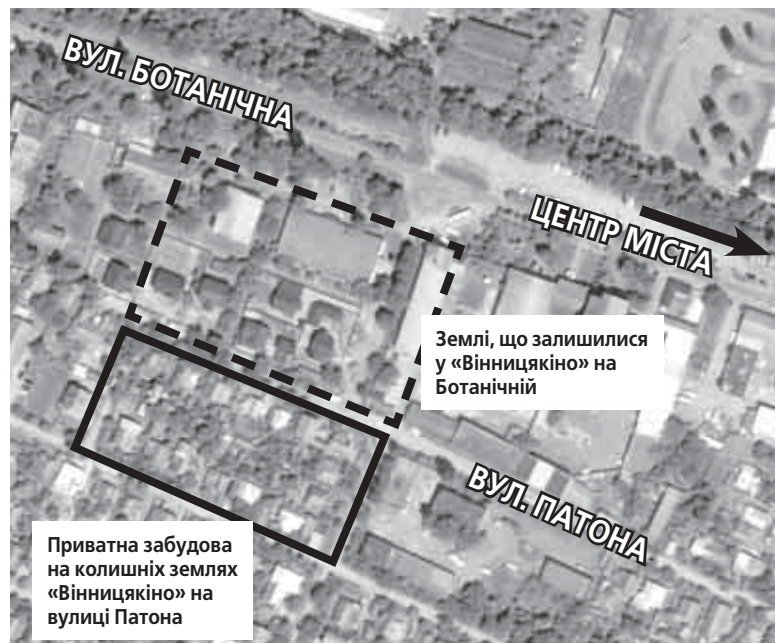 ВУЛ. БОТАНІЧНА
ЦЕНТР МІСТА
Землі, що залишилися
у «Вінницякіно» на
Ботанічній
ВУЛ. ПАТОНА
Приватна забудова
на колишніх землях
«Вінницякіно» на
вулиці Патона